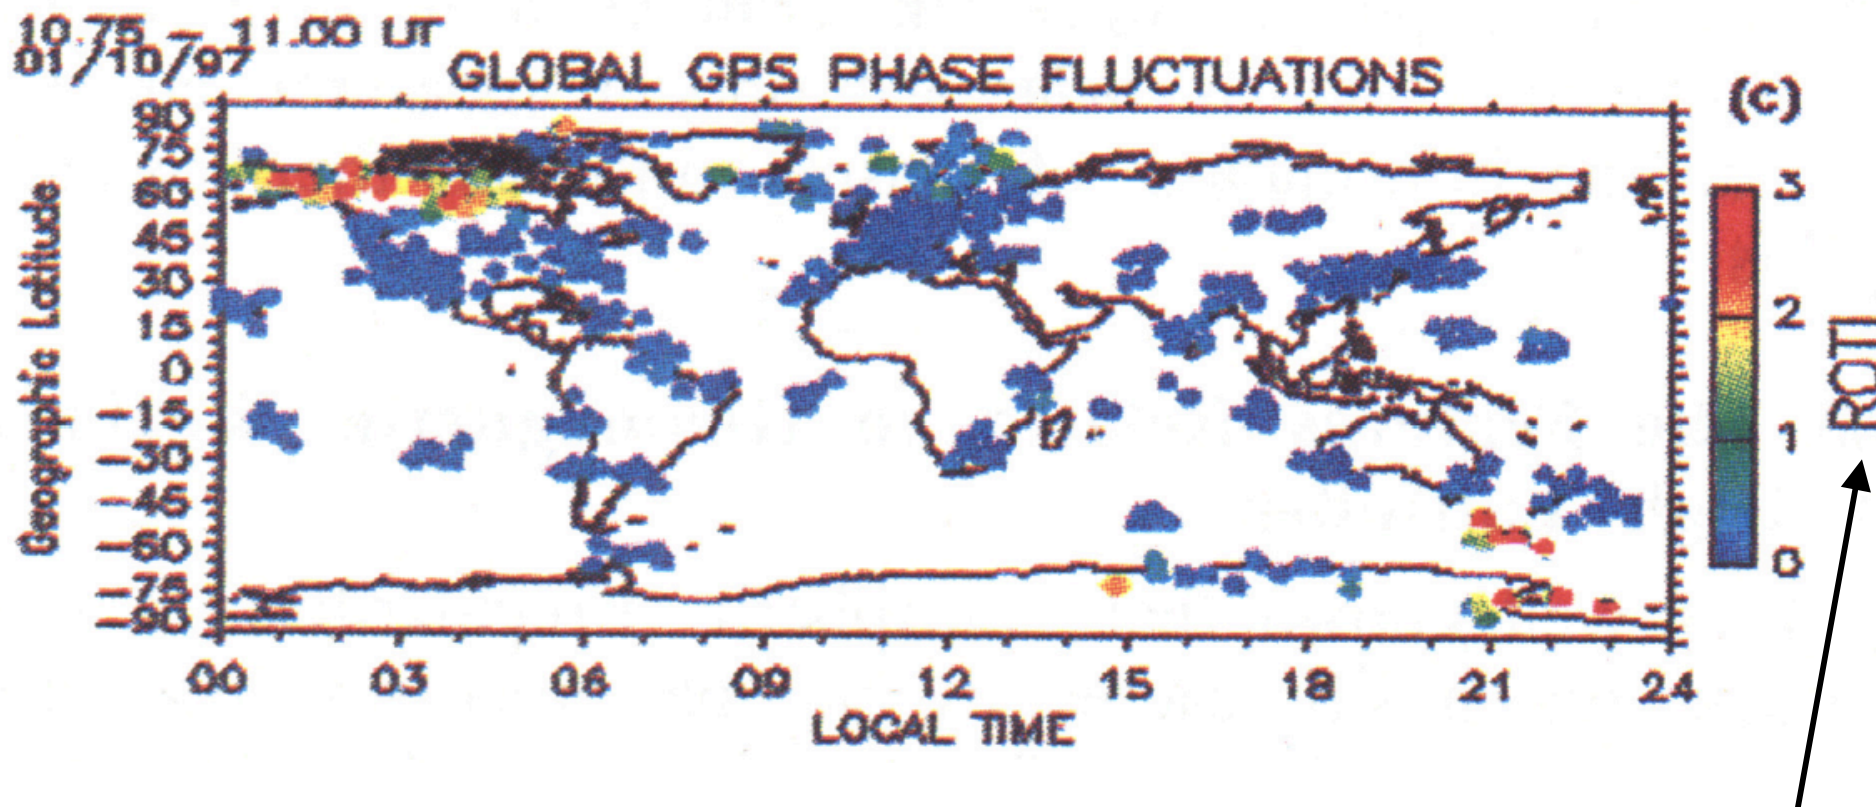 10.75 - 11.00 UT
01/10/97
GLOBAL GPS PHASE FLUCTUATIONS
(c)
Geographic Latitude
90
75
60
45
30
15
0
-15
-30
-45
-60
-75
-90
00 03 06 09 12 15 18 21 24
LOCAL TIME
3
2
1
0
ROTI